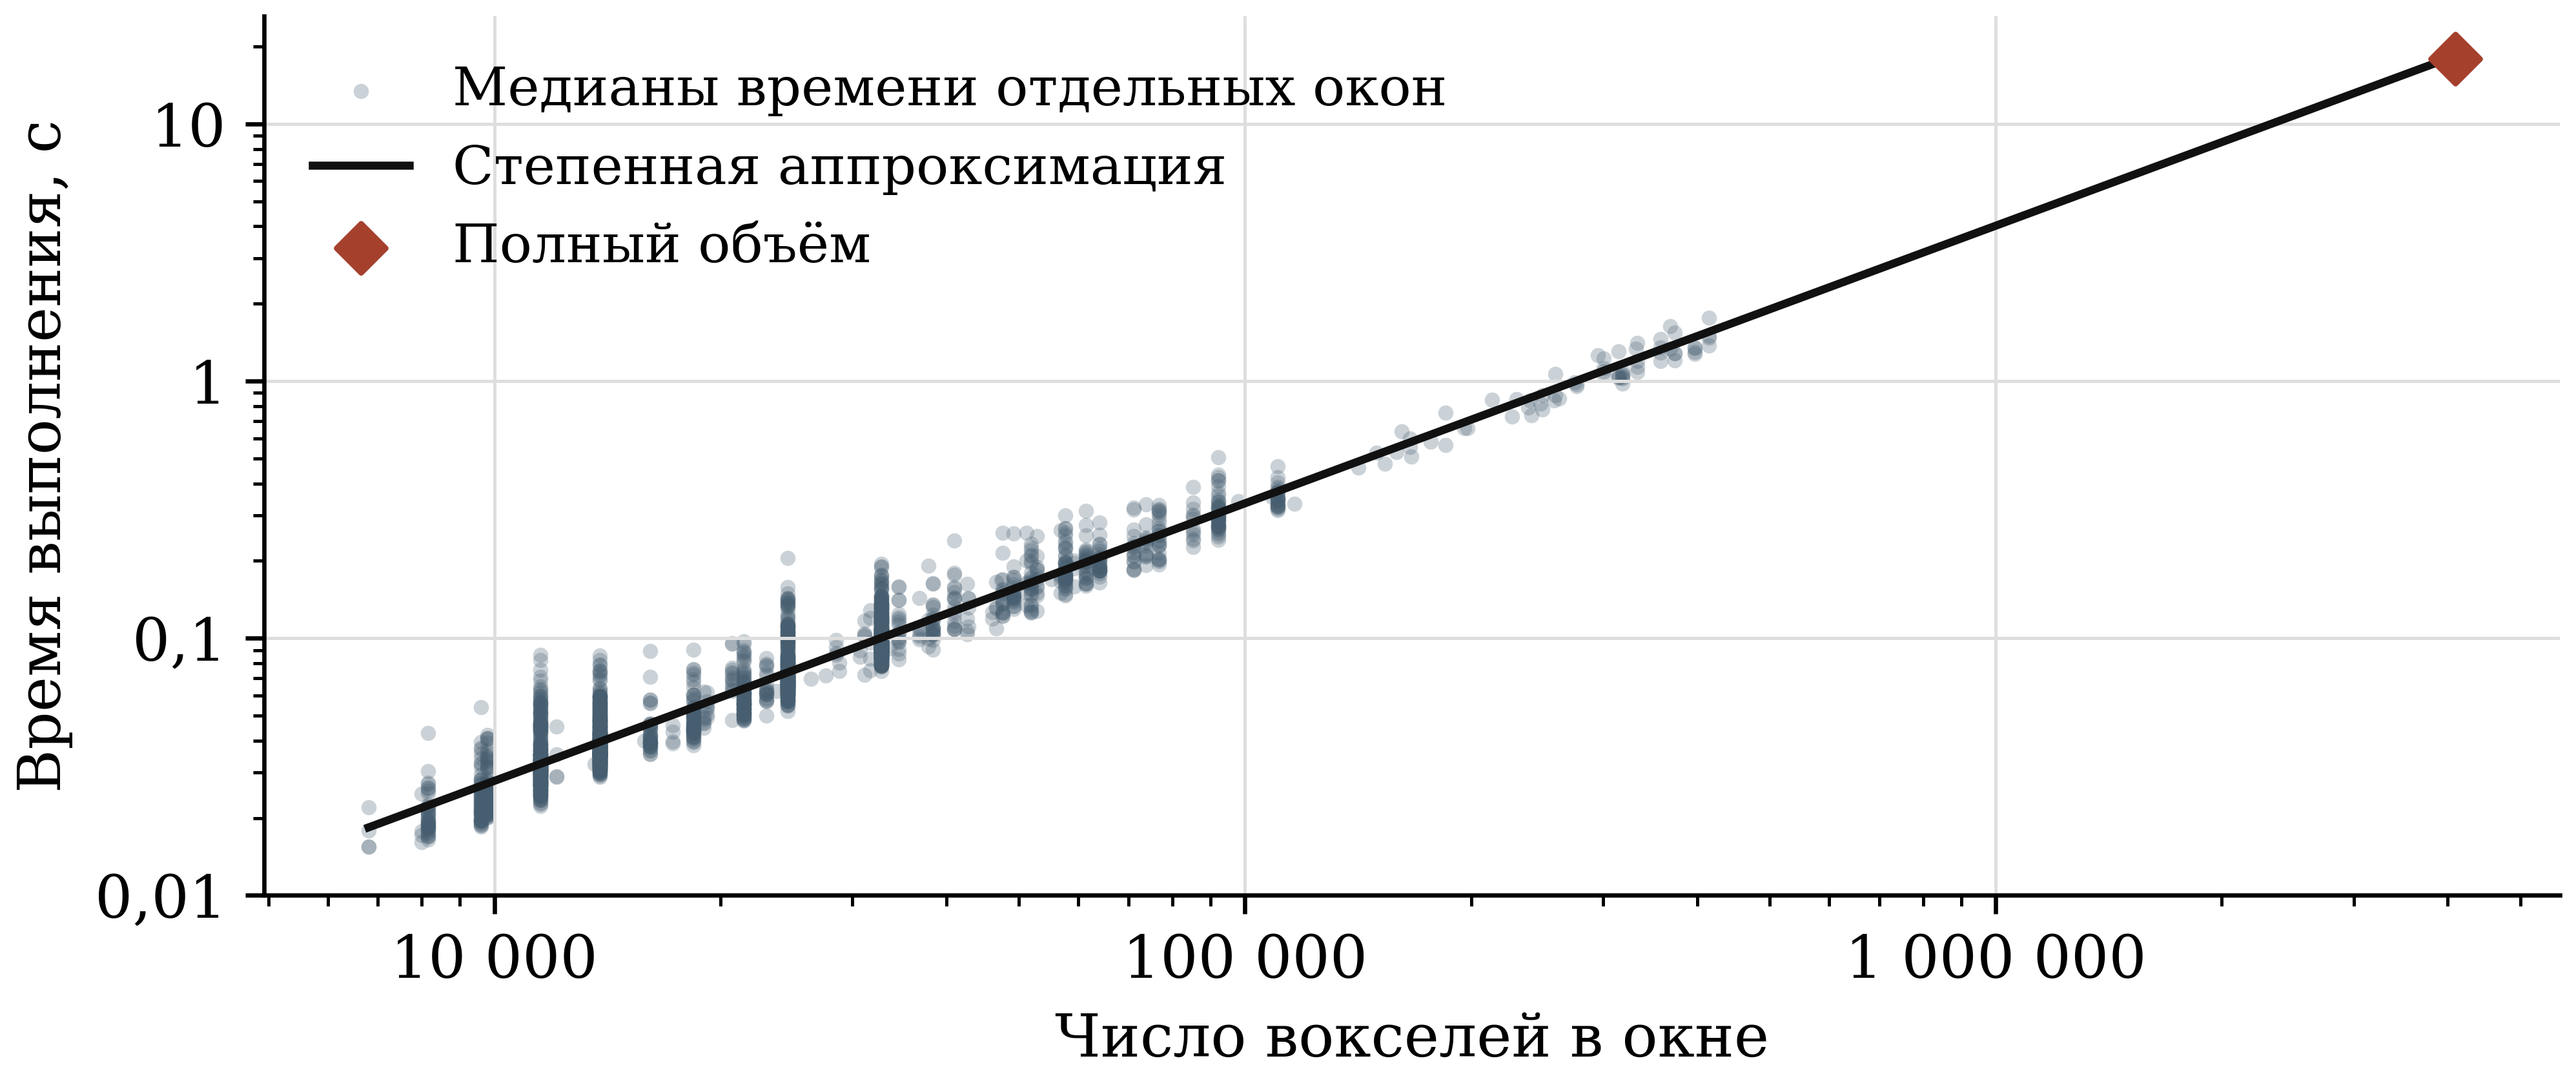 Медианы времени отдельных окон
Степенная аппроксимация
Полный объём
Время выполнения, с
10
1
0,1
0,01
10 000
100 000
1 000 000
Число вокселей в окне